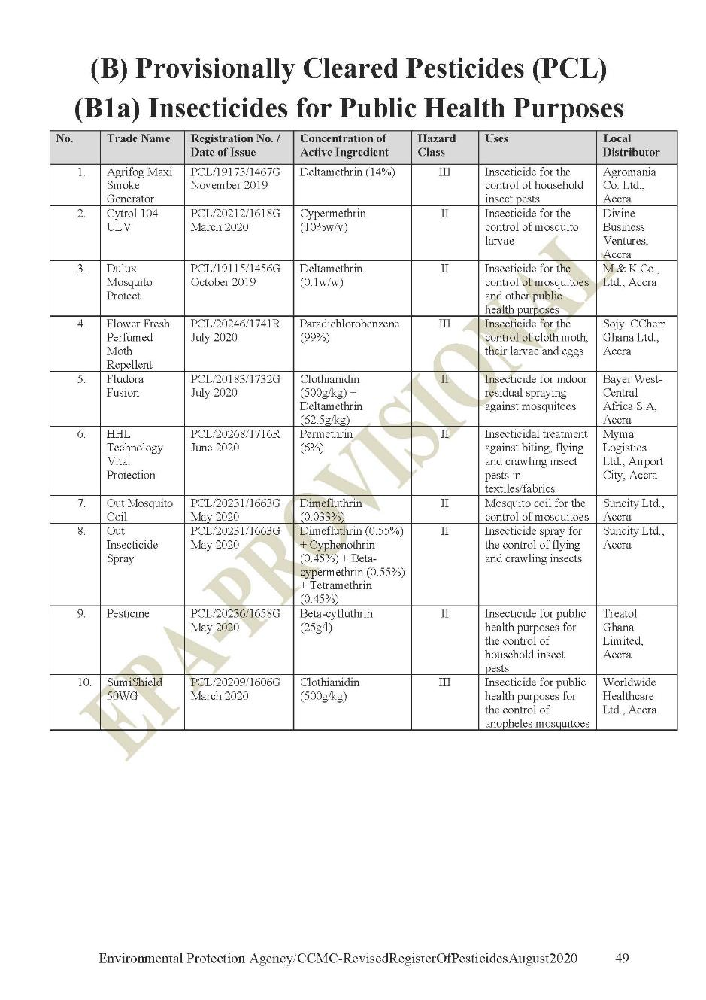 (B) Provisionally Cleared Pesticides (PCL)
(B1a) Insecticides for Public Health Purposes
No. Trade Name Registration No. / Date of Issue Concentration of Active Ingredient Hazard Class Uses Local Distributor
1. Agrifog Maxi Smoke Generator PCL/19173/1467G November 2019 Deltamethrin (14%) III Insecticide for the control of household insect pests Agromania Co. Ltd., Accra
2. Cytrol 104 ULV PCL/20212/1618G March 2020 Cypermethrin (10%w/v) II Insecticide for the control of mosquito larvae Divine Business Ventures, Accra
3. Dulux Mosquito Protect PCL/19115/1456G October 2019 Deltamethrin (0.1w/w) II Insecticide for the control of mosquitoes and other public health purposes M & K Co., Ltd., Accra
4. Flower Fresh Perfumed Moth Repellent PCL/20246/1741R July 2020 Paradichlorobenzene (99%) III Insecticide for the control of cloth moth, their larvae and eggs Sojy CChem Ghana Ltd., Accra
5. Fludora Fusion PCL/20183/1732G July 2020 Clothianidin (500g/kg) + Deltamethrin (62.5g/kg) II Insecticide for indoor residual spraying against mosquitoes Bayer West-Central Africa S.A, Accra
6. HHL Technology Vital Protection PCL/20268/1716R June 2020 Permethrin (6%) II Insecticidal treatment against biting, flying and crawling insect pests in textiles/fabrics Myma Logistics Ltd., Airport City, Accra
7. Out Mosquito Coil PCL/20231/1663G May 2020 Dimefluthrin (0.033%) II Mosquito coil for the control of mosquitoes Suncity Ltd., Accra
8. Out Insecticide Spray PCL/20231/1663G May 2020 Dimefluthrin (0.55%) + Cyphenothrin (0.45%) + Beta-cypermethrin (0.55%) + Tetramethrin (0.45%) II Insecticide spray for the control of flying and crawling insects Suncity Ltd., Accra
9. Pesticine PCL/20236/1658G May 2020 Beta-cyfluthrin (25g/l) II Insecticide for public health purposes for the control of household insect pests Treatol Ghana Limited, Accra
10. SumiShield 50WG PCL/20209/1606G March 2020 Clothianidin (500g/kg) III Insecticide for public health purposes for the control of anopheles mosquitoes Worldwide Healthcare Ltd., Accra
EPA-PROVISIONAL
Environmental Protection Agency/CCMC-RevisedRegisterOfPesticidesAugust2020 49